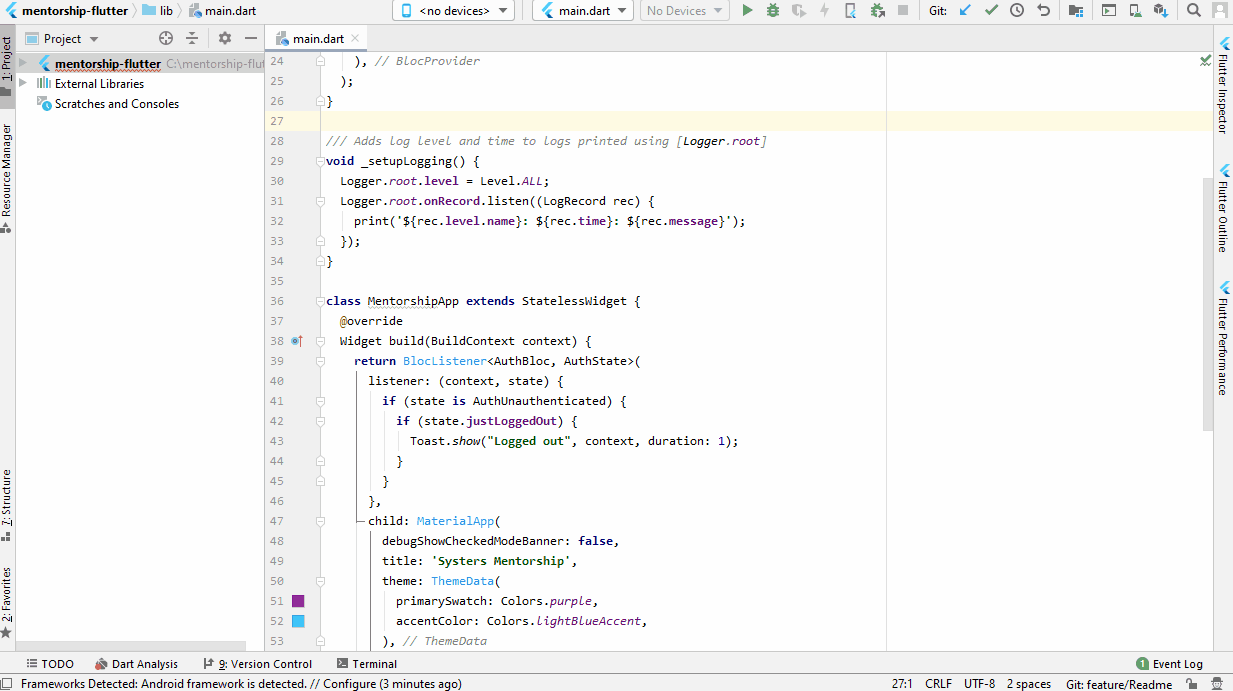 mentorship-flutter lib main.dart <no devices> main.dart No Devices Git:
Project main.dart
1: Project
Resource Manager
7: Structure
2: Favorites
mentorship-flutter C:\mentorship-flut
External Libraries
Scratches and Consoles
24 ), // BlocProvider
25 );
26 }
27
28 /// Adds log level and time to logs printed using [Logger.root]
29 void _setupLogging() {
30 Logger.root.level = Level.ALL;
31 Logger.root.onRecord.listen((LogRecord rec) {
32 print('${rec.level.name}: ${rec.time}: ${rec.message}');
33 });
34 }
35
36 class MentorshipApp extends StatelessWidget {
37 @override
38 Widget build(BuildContext context) {
39 return BlocListener<AuthBloc, AuthState>(
40 listener: (context, state) {
41 if (state is AuthUnauthenticated) {
42 if (state.justLoggedOut) {
43 Toast.show("Logged out", context, duration: 1);
44 }
45 }
46 },
47 child: MaterialApp(
48 debugShowCheckedModeBanner: false,
49 title: 'Systers Mentorship',
50 theme: ThemeData(
51 primarySwatch: Colors.purple,
52 accentColor: Colors.lightBlueAccent,
53 ), // ThemeData
Flutter Inspector
Flutter Outline
Flutter Performance
TODO Dart Analysis 9: Version Control Terminal 1 Event Log
Frameworks Detected: Android framework is detected. // Configure (3 minutes ago) 27:1 CRLF UTF-8 2 spaces Git: feature/Readme